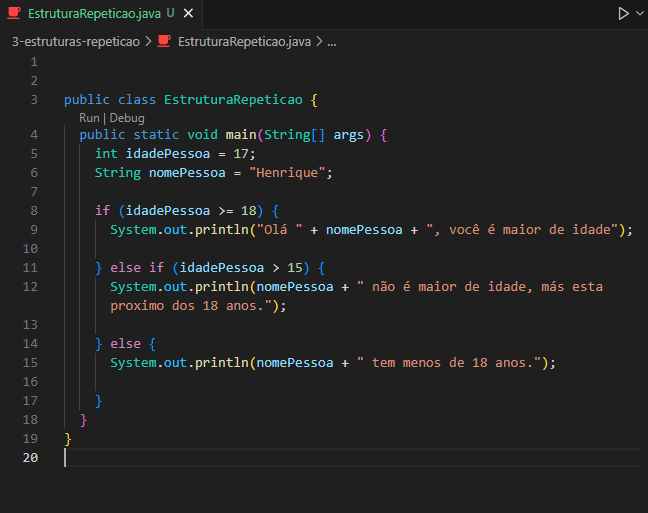 EstruturaRepeticao.java U
3-estruturas-repeticao > EstruturaRepeticao.java > ...
1
2
3 public class EstruturaRepeticao {
Run | Debug
4 public static void main(String[] args) {
5 int idadePessoa = 17;
6 String nomePessoa = "Henrique";
7
8 if (idadePessoa >= 18) {
9 System.out.println("Olá " + nomePessoa + ", você é maior de idade");
10
11 } else if (idadePessoa > 15) {
12 System.out.println(nomePessoa + " não é maior de idade, más esta
proximo dos 18 anos.");
13
14 } else {
15 System.out.println(nomePessoa + " tem menos de 18 anos.");
16
17 }
18 }
19 }
20